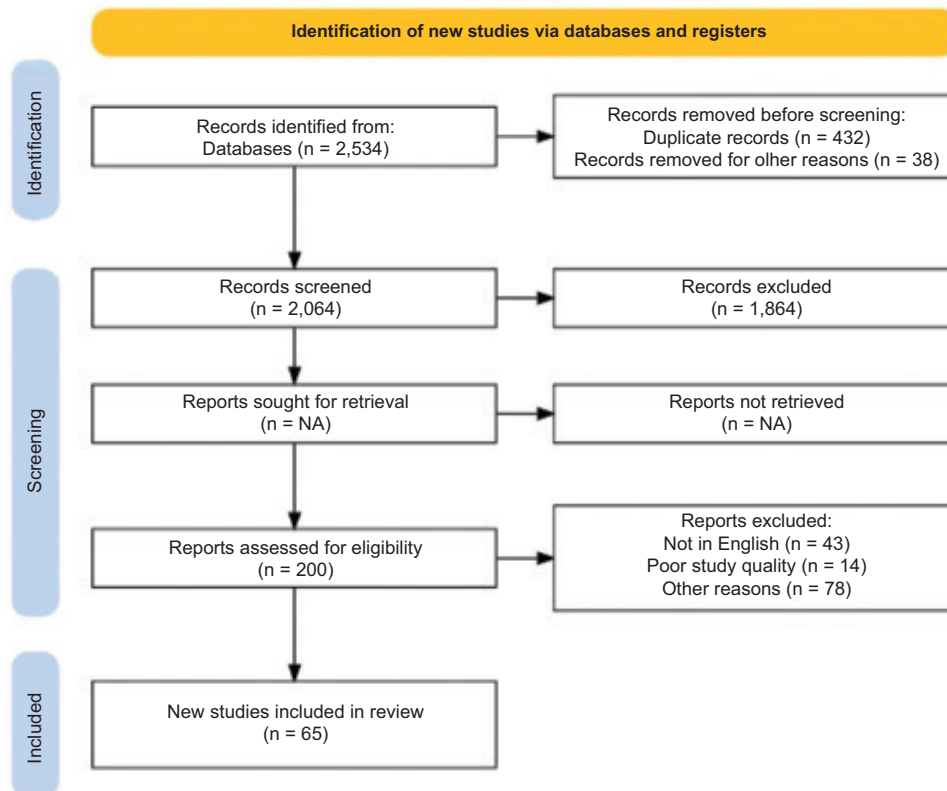 Identification of new studies via databases and registers
Identification
Records identified from:
Databases (n = 2,534)
Records removed before screening:
Duplicate records (n = 432)
Records removed for other reasons (n = 38)
Screening
Records screened
(n = 2,064)
Records excluded
(n = 1,864)
Reports sought for retrieval
(n = NA)
Reports not retrieved
(n = NA)
Reports assessed for eligibility
(n = 200)
Reports excluded:
Not in English (n = 43)
Poor study quality (n = 14)
Other reasons (n = 78)
Included
New studies included in review
(n = 65)